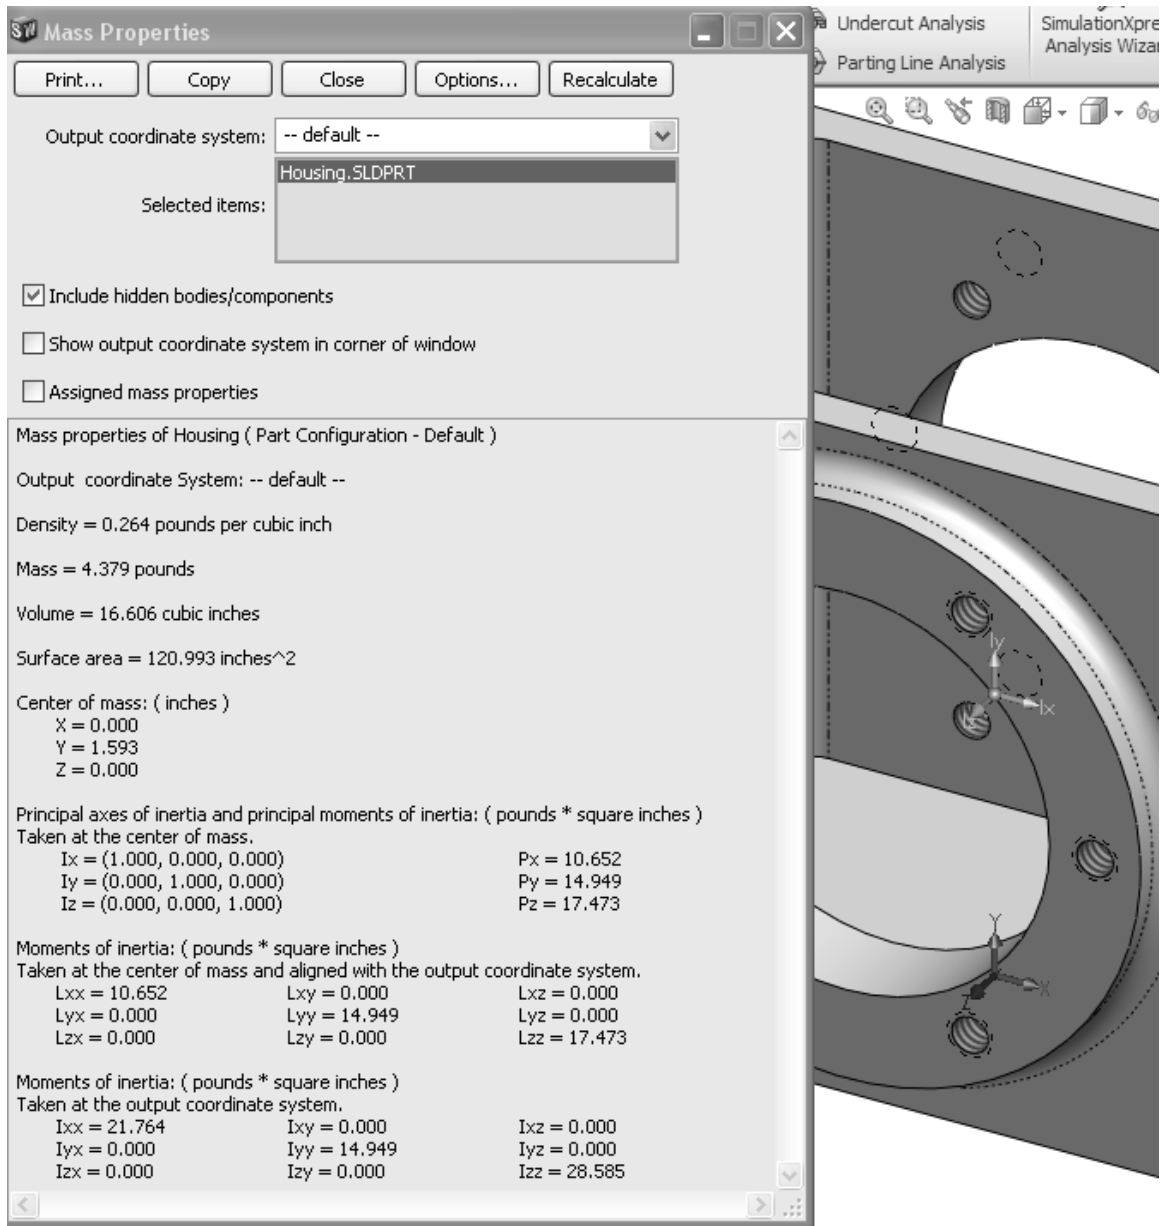 SW Mass Properties
Print... Copy Close Options... Recalculate
Output coordinate system: -- default --
Housing.SLDPRT
Selected items:
Include hidden bodies/components
Show output coordinate system in corner of window
Assigned mass properties
Mass properties of Housing ( Part Configuration - Default )
Output coordinate System: -- default --
Density = 0.264 pounds per cubic inch
Mass = 4.379 pounds
Volume = 16.606 cubic inches
Surface area = 120.993 inches^2
Center of mass: ( inches )
X = 0.000
Y = 1.593
Z = 0.000
Principal axes of inertia and principal moments of inertia: ( pounds * square inches )
Taken at the center of mass.
Ix = (1.000, 0.000, 0.000) Px = 10.652
Iy = (0.000, 1.000, 0.000) Py = 14.949
Iz = (0.000, 0.000, 1.000) Pz = 17.473
Moments of inertia: ( pounds * square inches )
Taken at the center of mass and aligned with the output coordinate system.
Lxx = 10.652 Lxy = 0.000 Lxz = 0.000
Lyx = 0.000 Lyy = 14.949 Lyz = 0.000
Lzx = 0.000 Lzy = 0.000 Lzz = 17.473
Moments of inertia: ( pounds * square inches )
Taken at the output coordinate system.
Ixx = 21.764 Ixy = 0.000 Ixz = 0.000
Iyx = 0.000 Iyy = 14.949 Iyz = 0.000
Izx = 0.000 Izy = 0.000 Izz = 28.585
Undercut Analysis
Parting Line Analysis
SimulationXpre
Analysis Wizar
Iy
Ix
Y
X
Z